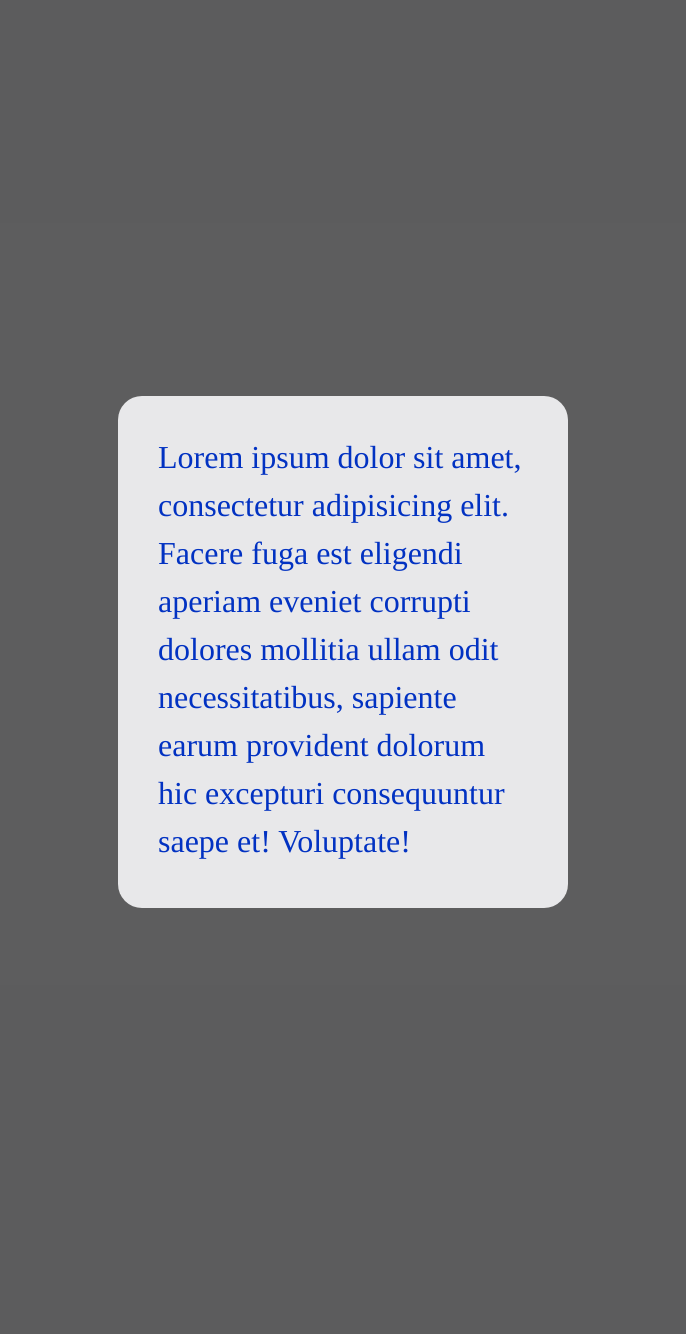 Lorem ipsum dolor sit amet,
consectetur adipisicing elit.
Facere fuga est eligendi
aperiam eveniet corrupti
dolores mollitia ullam odit
necessitatibus, sapiente
earum provident dolorum
hic excepturi consequuntur
saepe et! Voluptate!